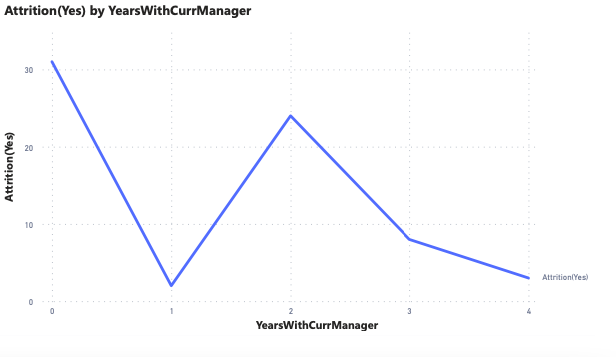 Attrition(Yes) by YearsWithCurrManager
30
20
10
0
Attrition(Yes)
0 1 2 3 4
YearsWithCurrManager
Attrition(Yes)